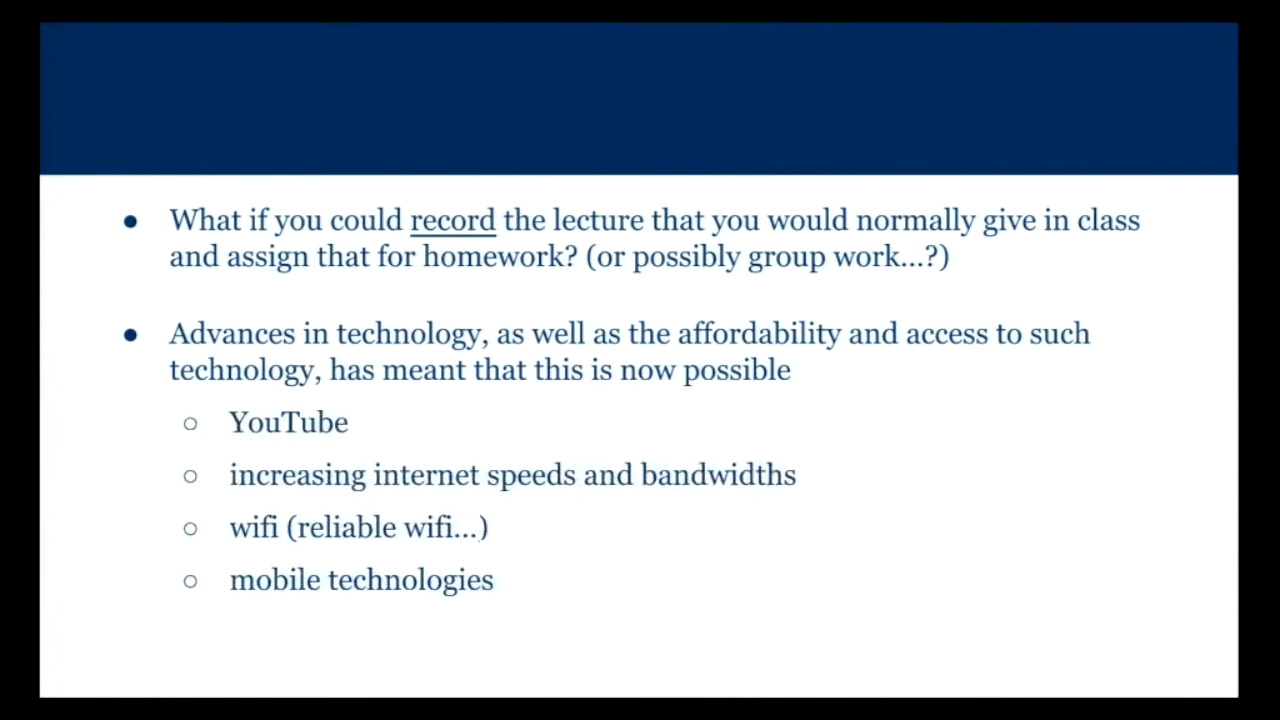 ● What if you could record the lecture that you would normally give in class
and assign that for homework? (or possibly group work...?)
● Advances in technology, as well as the affordability and access to such
technology, has meant that this is now possible
○ YouTube
○ increasing internet speeds and bandwidths
○ wifi (reliable wifi...)
○ mobile technologies